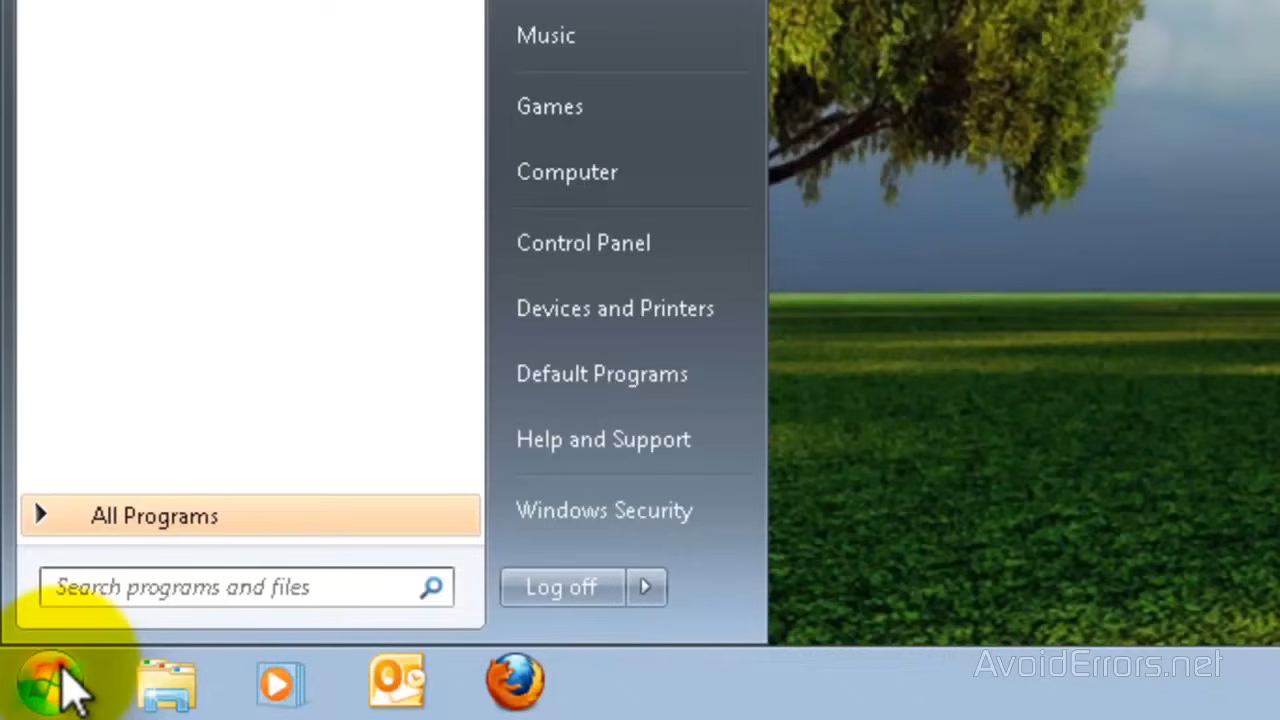 Music
Games
Computer
Control Panel
Devices and Printers
Default Programs
Help and Support
Windows Security
All Programs
Search programs and files
Log off
AvoidErrors.net